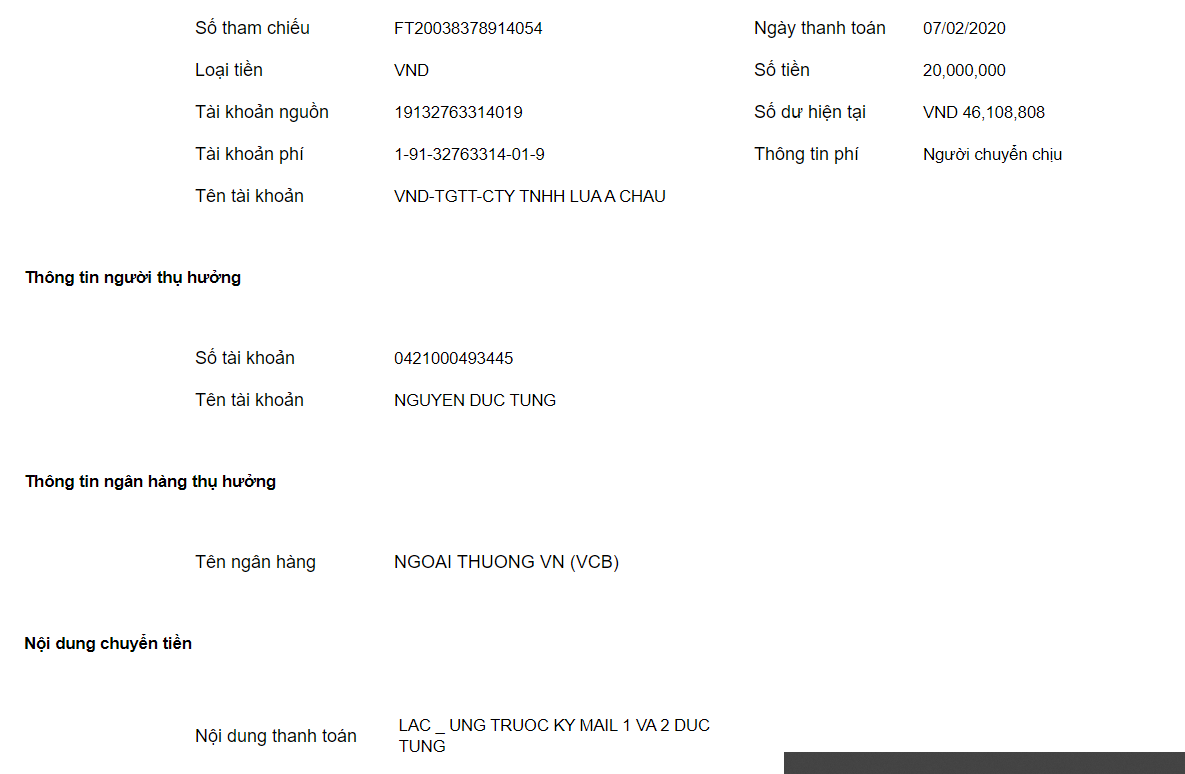 Số tham chiếu FT20038378914054 Ngày thanh toán 07/02/2020
Loại tiền VND Số tiền 20,000,000
Tài khoản nguồn 19132763314019 Số dư hiện tại VND 46,108,808
Tài khoản phí 1-91-32763314-01-9 Thông tin phí Người chuyển chịu
Tên tài khoản VND-TGTT-CTY TNHH LUA A CHAU
Thông tin người thụ hưởng
Số tài khoản 0421000493445
Tên tài khoản NGUYEN DUC TUNG
Thông tin ngân hàng thụ hưởng
Tên ngân hàng NGOAI THUONG VN (VCB)
Nội dung chuyển tiền
Nội dung thanh toán LAC _ UNG TRUOC KY MAIL 1 VA 2 DUC
TUNG